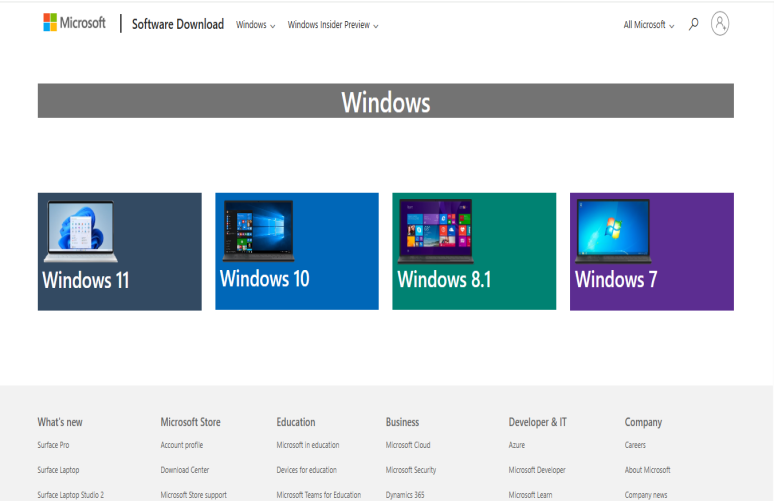 Microsoft Software Download Windows Windows Insider Preview All Microsoft
Windows
Windows 11 Windows 10 Windows 8.1 Windows 7
What's new Microsoft Store Education Business Developer & IT Company
Surface Pro Account profile Microsoft in education Microsoft Cloud Azure Careers
Surface Laptop Download Center Devices for education Microsoft Security Microsoft Developer About Microsoft
Surface Laptop Studio 2 Microsoft Store support Microsoft Teams for Education Dynamics 365 Microsoft Learn Company news